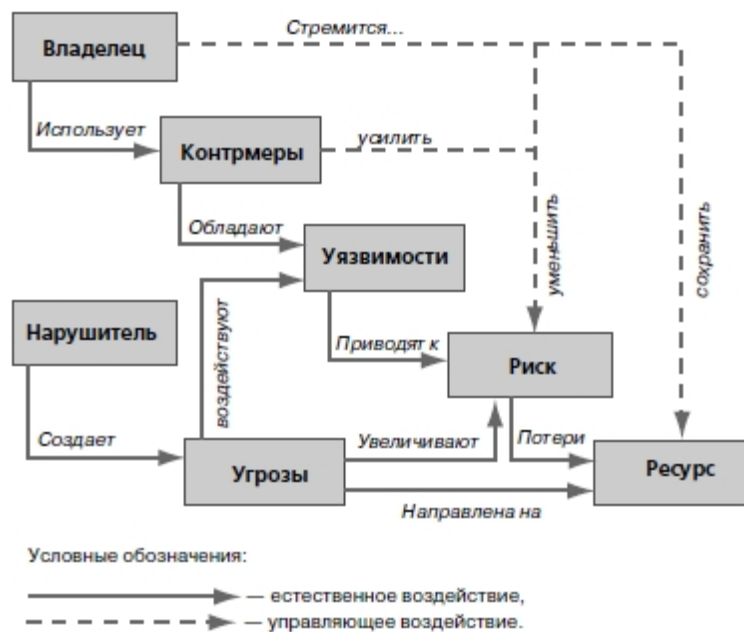 Владелец
Стремится...
Использует
Контрмеры
усилить
Обладают
Уязвимости
уменьшить
сохранить
Нарушитель
воздействуют
Приводят к
Риск
Создает
Угрозы
Увеличивают
Потери
Ресурс
Направлена на
Условные обозначения:
— естественное воздействие,
— управляющее воздействие.